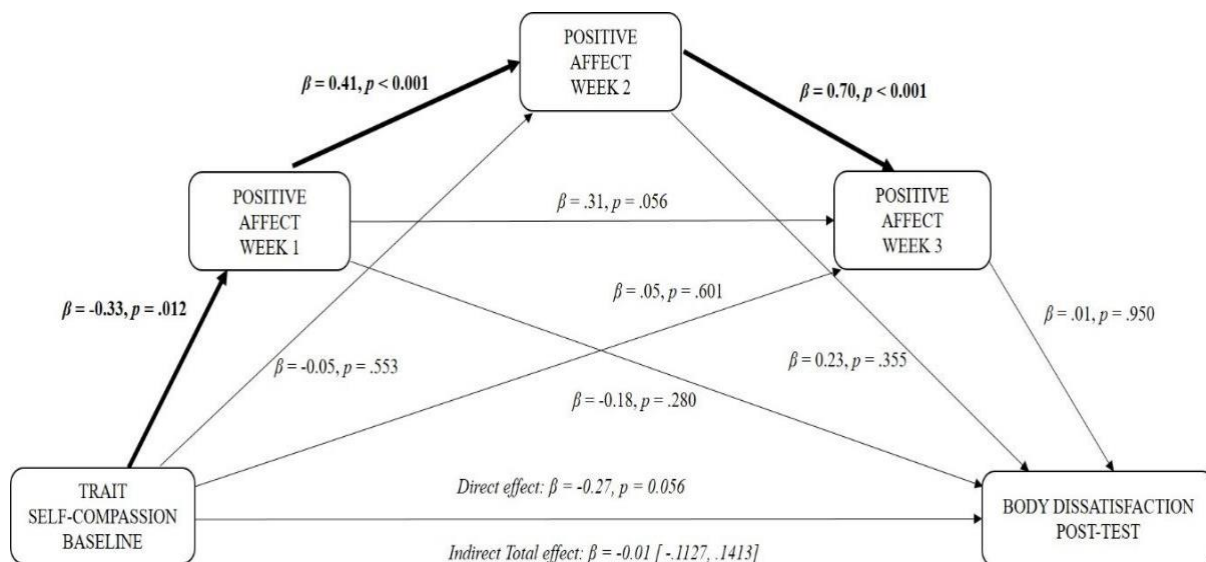 POSITIVE
AFFECT
WEEK 2
β = 0.41, p < 0.001
β = 0.70, p < 0.001
POSITIVE
AFFECT
WEEK 1
β = .31, p = .056
POSITIVE
AFFECT
WEEK 3
β = -0.33, p = .012
β = .05, p = .601
β = .01, p = .950
β = -0.05, p = .553
β = 0.23, p = .355
β = -0.18, p = .280
TRAIT
SELF-COMPASSION
BASELINE
Direct effect: β = -0.27, p = 0.056
Indirect Total effect: β = -0.01 [ -.1127, .1413]
BODY DISSATISFACTION
POST-TEST